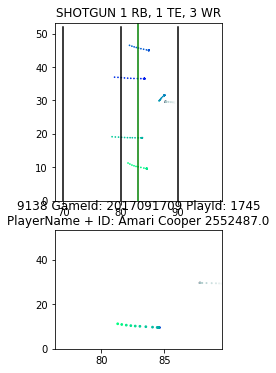 SHOTGUN 1 RB, 1 TE, 3 WR
50
40
30
20
10
0
70 80 90
9138 GameId: 2017091709 PlayId: 1745
PlayerName + ID: Amari Cooper 2552487.0
40
20
0
80 85